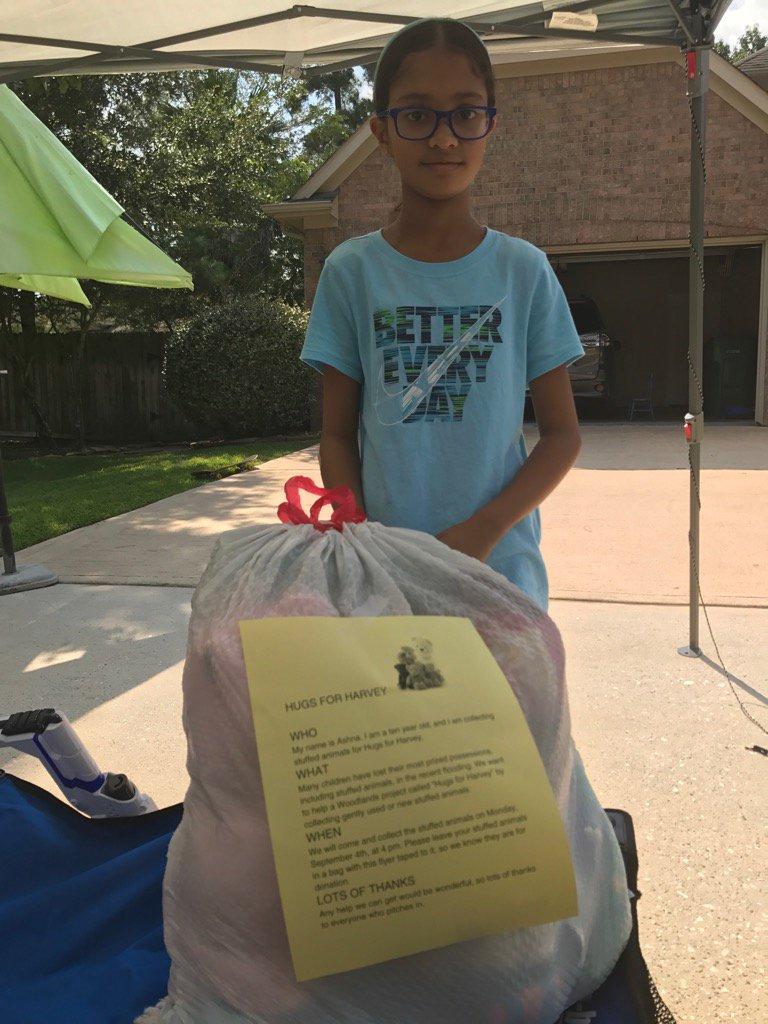 BETTER
EVERY
DAY
HUGS FOR HARVEY
WHO
My name is Ashna. I am a ten year old, and I am collecting
stuffed animals for Hugs for Harvey.
WHAT
Many children have lost their most prized possessions,
including stuffed animals, in the recent flooding. We want
to help a Woodlands project called "Hugs for Harvey" by
collecting gently used or new stuffed animals.
WHEN
We will come and collect the stuffed animals on Monday,
September 4th, at 4 pm. Please leave your stuffed animals
in a bag with this flyer taped to it, so we know they are for
donation.
LOTS OF THANKS
Any help we can get would be wonderful, so lots of thanks
to everyone who pitches in.